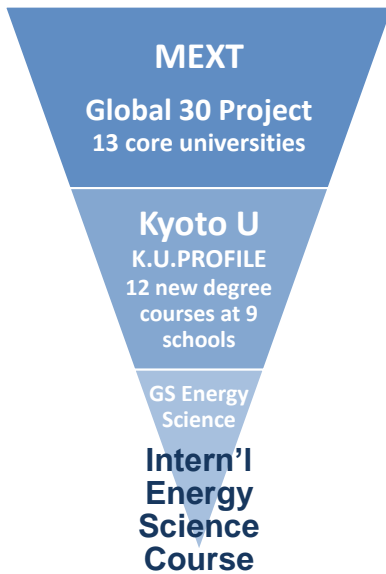 MEXT
Global 30 Project
13 core universities
Kyoto U
K.U.PROFILE
12 new degree
courses at 9
schools
GS Energy
Science
Intern’l
Energy
Science
Course